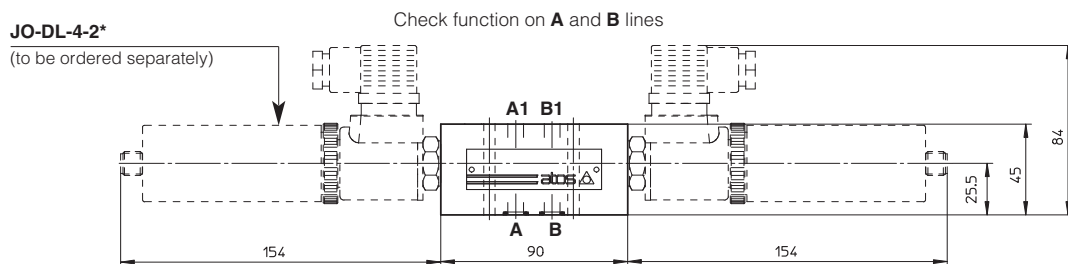 Check function on A and B lines
JO-DL-4-2*
(to be ordered separately)
A1 B1
atos
A B
84
45
25.5
154 90 154